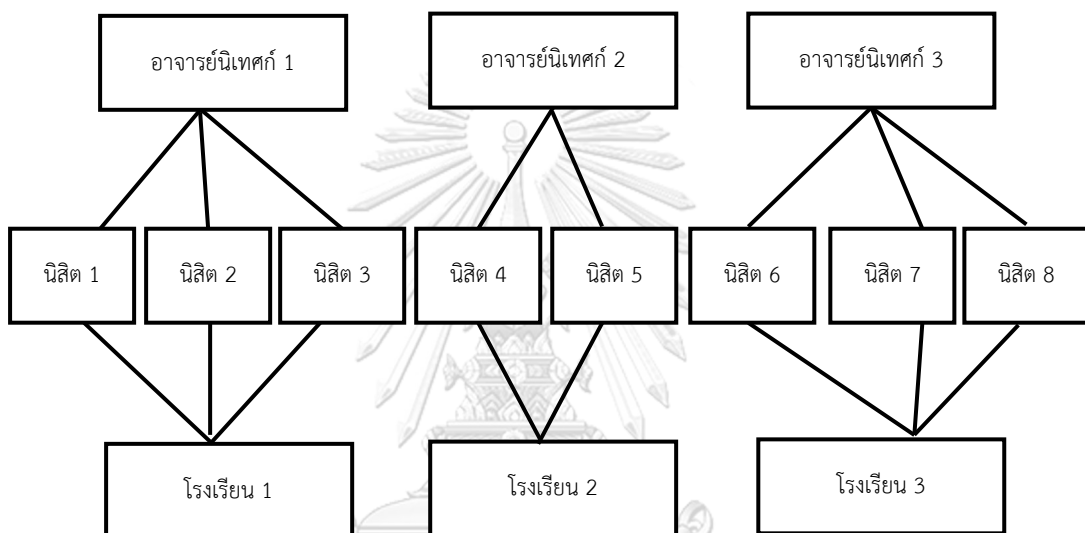 อาจารย์นิเทศก์ 1
อาจารย์นิเทศก์ 2
อาจารย์นิเทศก์ 3
นิสิต 1
นิสิต 2
นิสิต 3
นิสิต 4
นิสิต 5
นิสิต 6
นิสิต 7
นิสิต 8
โรงเรียน 1
โรงเรียน 2
โรงเรียน 3